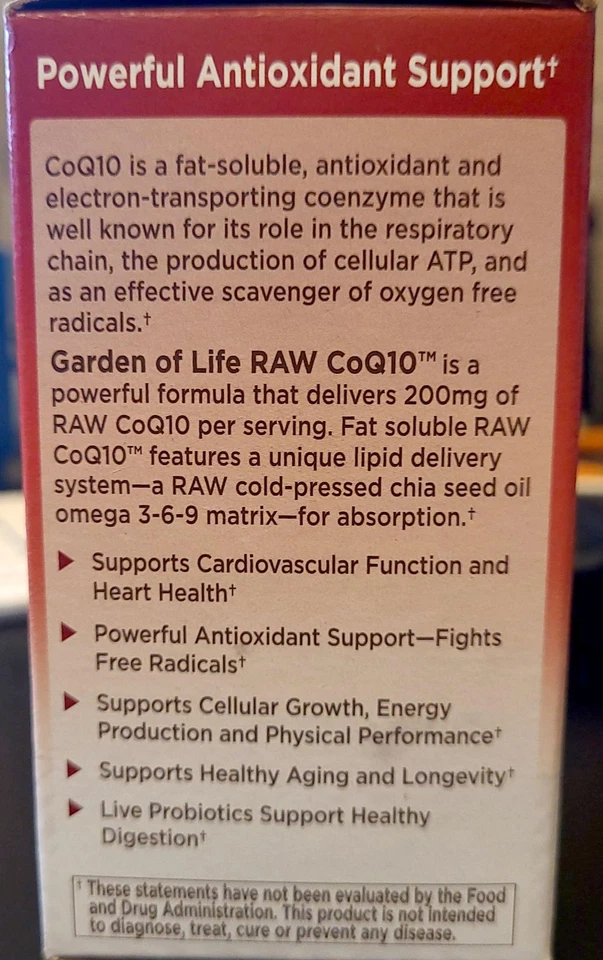 Powerful Antioxidant Support†
CoQ10 is a fat-soluble, antioxidant and
electron-transporting coenzyme that is
well known for its role in the respiratory
chain, the production of cellular ATP, and
as an effective scavenger of oxygen free
radicals.†
Garden of Life RAW CoQ10™ is a
powerful formula that delivers 200mg of
RAW CoQ10 per serving. Fat soluble RAW
CoQ10™ features a unique lipid delivery
system—a RAW cold-pressed chia seed oil
omega 3-6-9 matrix—for absorption.†
▶ Supports Cardiovascular Function and
Heart Health†
▶ Powerful Antioxidant Support—Fights
Free Radicals†
▶ Supports Cellular Growth, Energy
Production and Physical Performance†
▶ Supports Healthy Aging and Longevity†
▶ Live Probiotics Support Healthy
Digestion†
† These statements have not been evaluated by the Food
and Drug Administration. This product is not intended
to diagnose, treat, cure or prevent any disease.